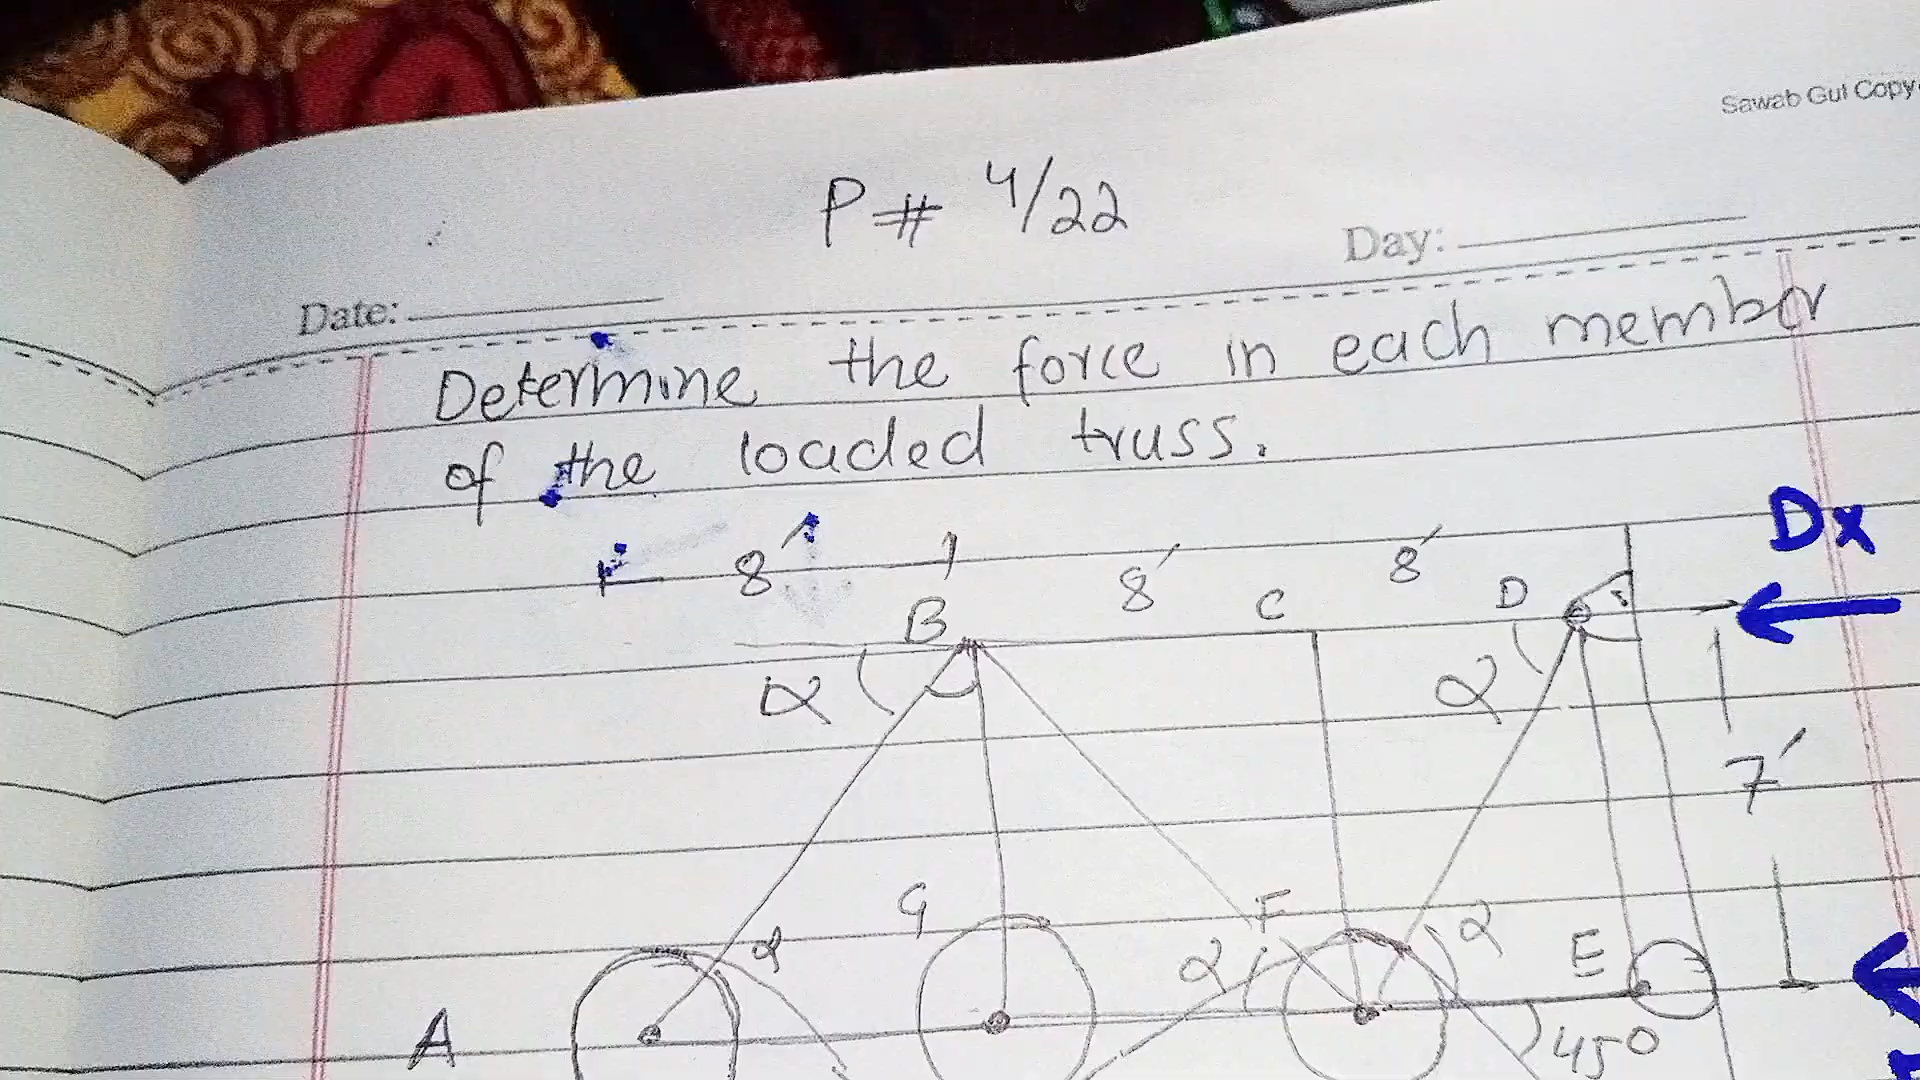 Sawab Gul Copy
P# 4/22
Day:
Date:
Determine the force in each member
of the loaded truss.
Dx
8' 8' 8'
B C D
α α
7'
G F E
α α α
A
45°